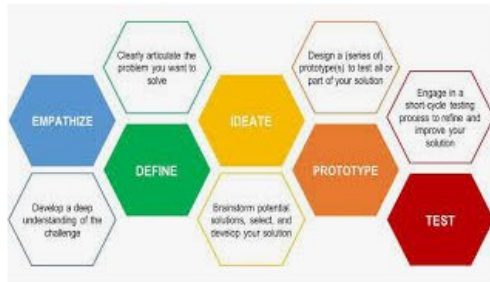 EMPATHIZE
Develop a deep
understanding of the
challenge
Clearly articulate the
problem you want to
solve
DEFINE
IDEATE
Brainstorm potential
solutions, select, and
develop your solution
Design a (series of)
prototype(s) to test all or
part of your solution
PROTOTYPE
Engage in a
short-cycle testing
process to refine and
improve your
solution
TEST